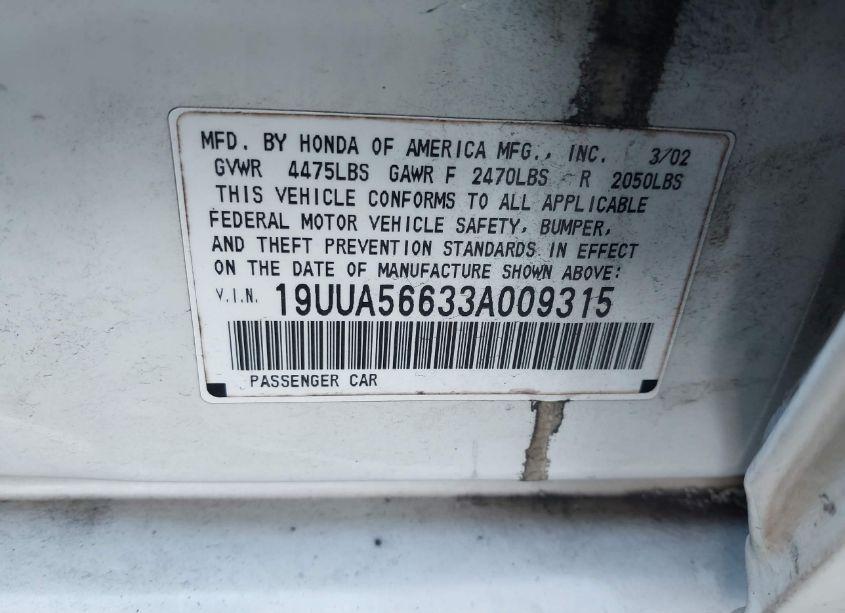 MFD. BY HONDA OF AMERICA MFG., INC. 3/02
GVWR 4475LBS GAWR F 2470LBS R 2050LBS
THIS VEHICLE CONFORMS TO ALL APPLICABLE
FEDERAL MOTOR VEHICLE SAFETY, BUMPER,
AND THEFT PREVENTION STANDARDS IN EFFECT
ON THE DATE OF MANUFACTURE SHOWN ABOVE:
V.I.N. 19UUA56633A009315
PASSENGER CAR